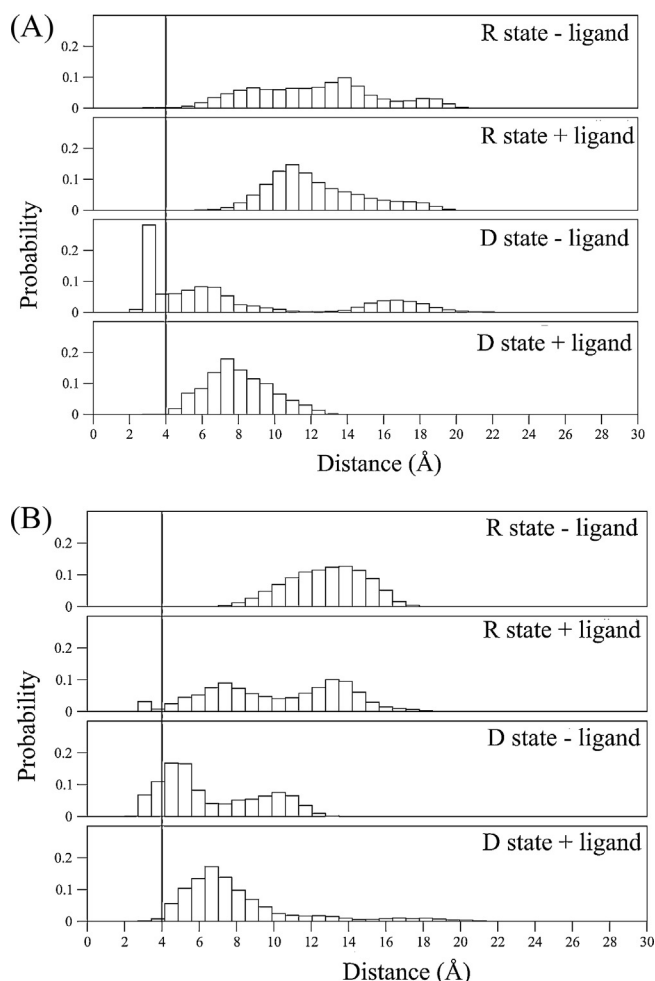 (A)
R state - ligand
0.2
0.1
0
R state + ligand
0.2
0.1
0
D state - ligand
0.2
0.1
0
D state + ligand
0.2
0.1
0
Probability
0 2 4 6 8 10 12 14 16 18 20 22 24 26 28 30
Distance (Å)
(B)
R state - ligand
0.2
0.1
0
R state + ligand
0.2
0.1
0
D state - ligand
0.2
0.1
0
D state + ligand
0.2
0.1
0
Probability
0 2 4 6 8 10 12 14 16 18 20 22 24 26 28 30
Distance (Å)